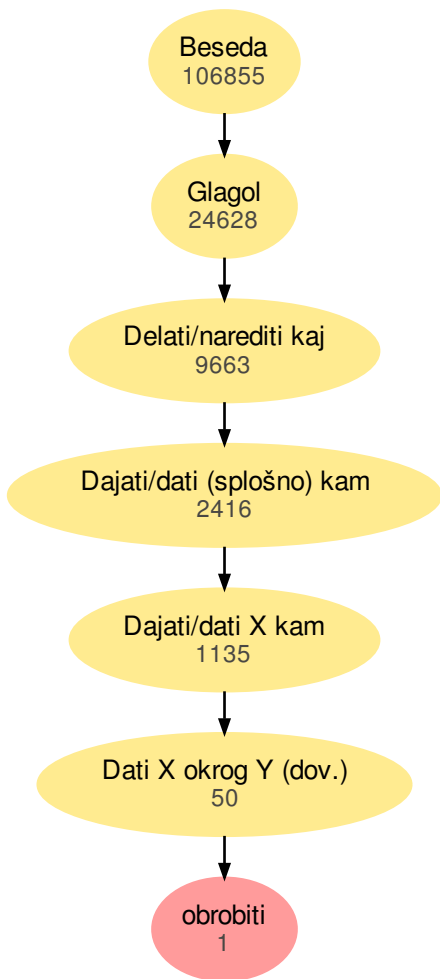 Beseda
106855
Glagol
24628
Delati/narediti kaj
9663
Dajati/dati (splošno) kam
2416
Dajati/dati X kam
1135
Dati X okrog Y (dov.)
50
obrobiti
1